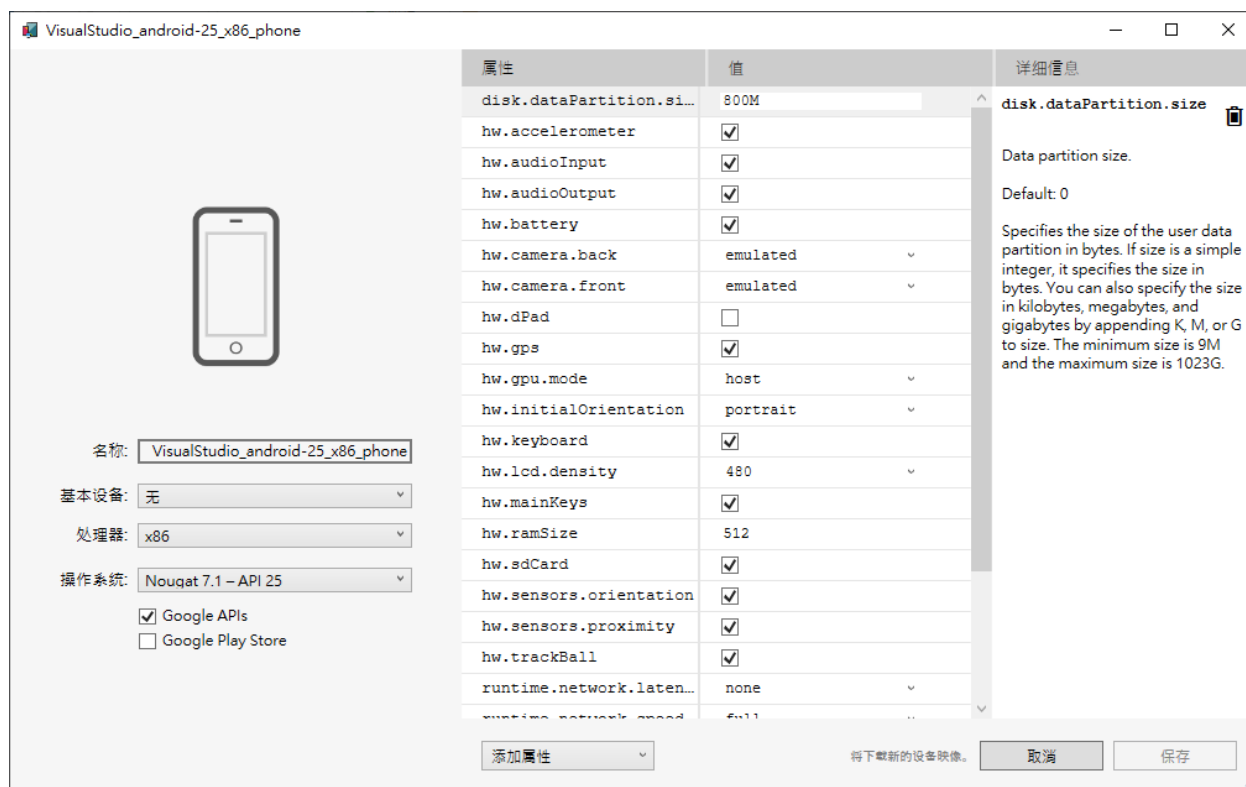 VisualStudio_android-25_x86_phone
属性 值 详细信息
disk.dataPartition.si... 800M
hw.accelerometer
hw.audioInput
hw.audioOutput
hw.battery
hw.camera.back emulated
hw.camera.front emulated
hw.dPad
hw.gps
hw.gpu.mode host
hw.initialOrientation portrait
hw.keyboard
hw.lcd.density 480
hw.mainKeys
hw.ramSize 512
hw.sdCard
hw.sensors.orientation
hw.sensors.proximity
hw.trackBall
runtime.network.laten... none
runtime.network.speed full
disk.dataPartition.size
Data partition size.
Default: 0
Specifies the size of the user data
partition in bytes. If size is a simple
integer, it specifies the size in
bytes. You can also specify the size
in kilobytes, megabytes, and
gigabytes by appending K, M, or G
to size. The minimum size is 9M
and the maximum size is 1023G.
名称: VisualStudio_android-25_x86_phone
基本设备: 无
处理器: x86
操作系统: Nougat 7.1 – API 25
Google APIs
Google Play Store
添加属性
将下载新的设备映像。
取消
保存